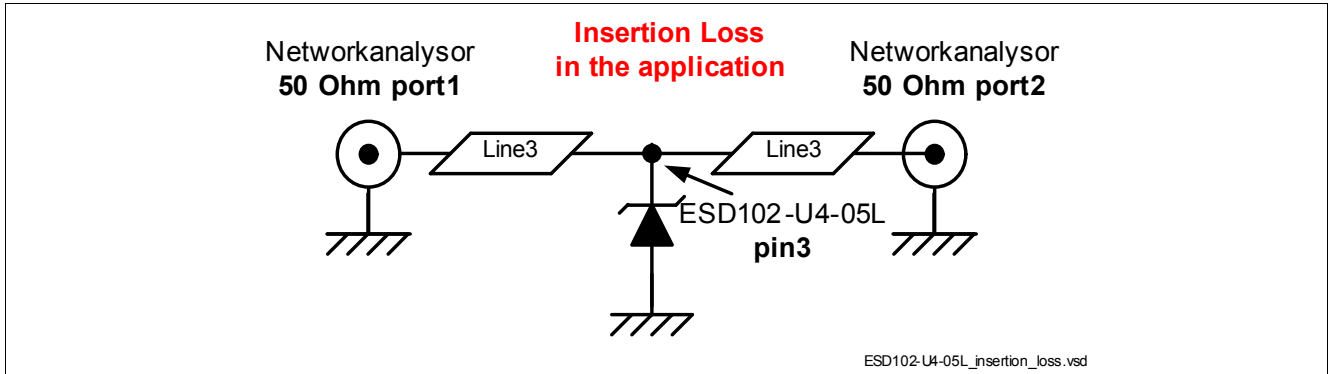 Insertion Loss
in the application
Networkanalysor
50 Ohm port1
Networkanalysor
50 Ohm port2
Line3
Line3
ESD102-U4-05L
pin3
ESD102-U4-05L_insertion_loss.vsd